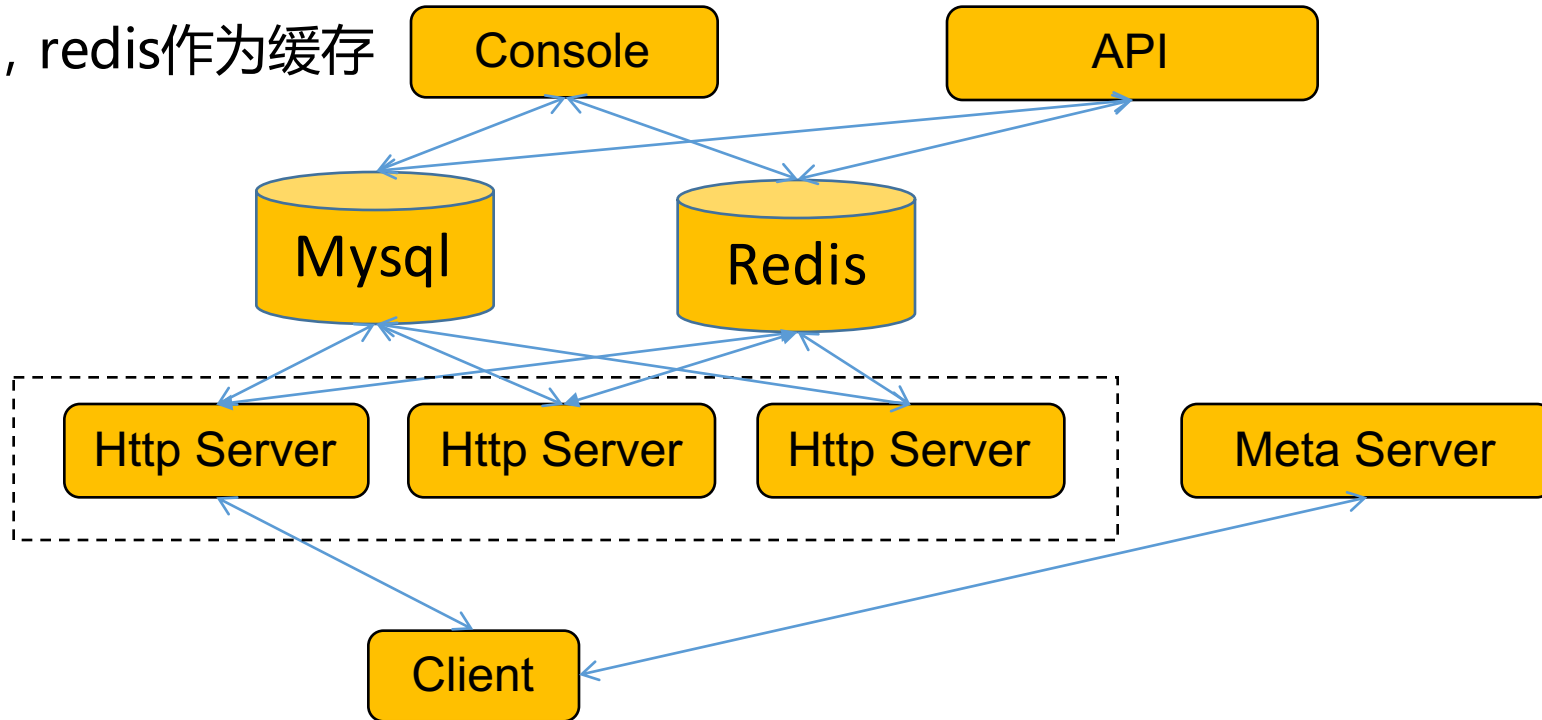 ，redis作为缓存
Console
API
Mysql
Redis
Http Server
Http Server
Http Server
Meta Server
Client